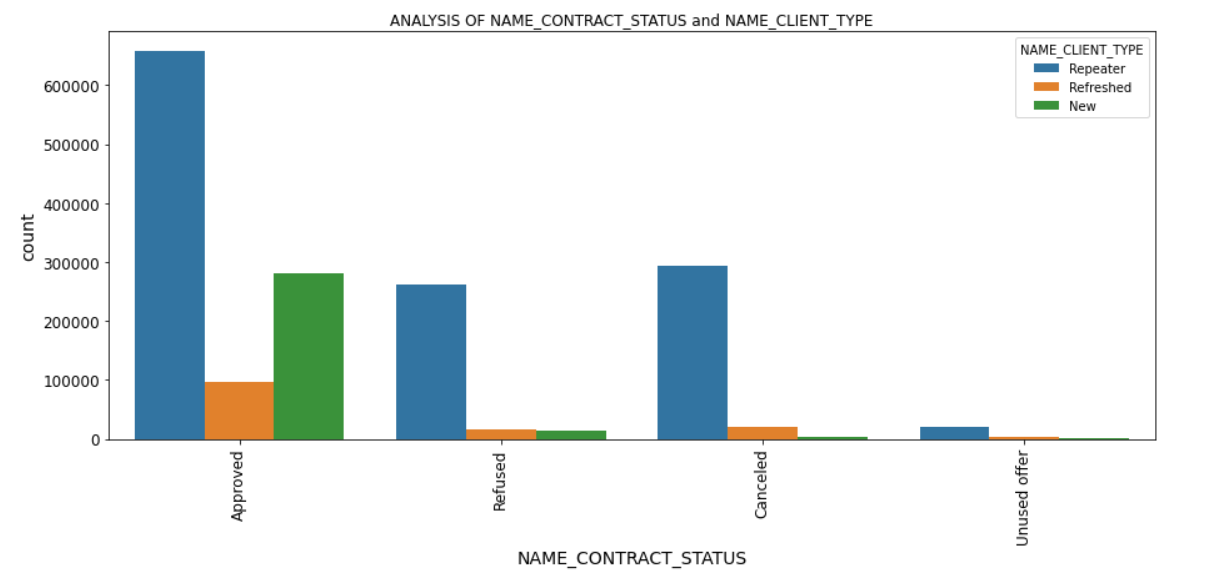 ANALYSIS OF NAME_CONTRACT_STATUS and NAME_CLIENT_TYPE
NAME_CLIENT_TYPE
Repeater
Refreshed
New
600000
500000
400000
300000
200000
100000
0
count
Approved
Refused
Canceled
Unused offer
NAME_CONTRACT_STATUS